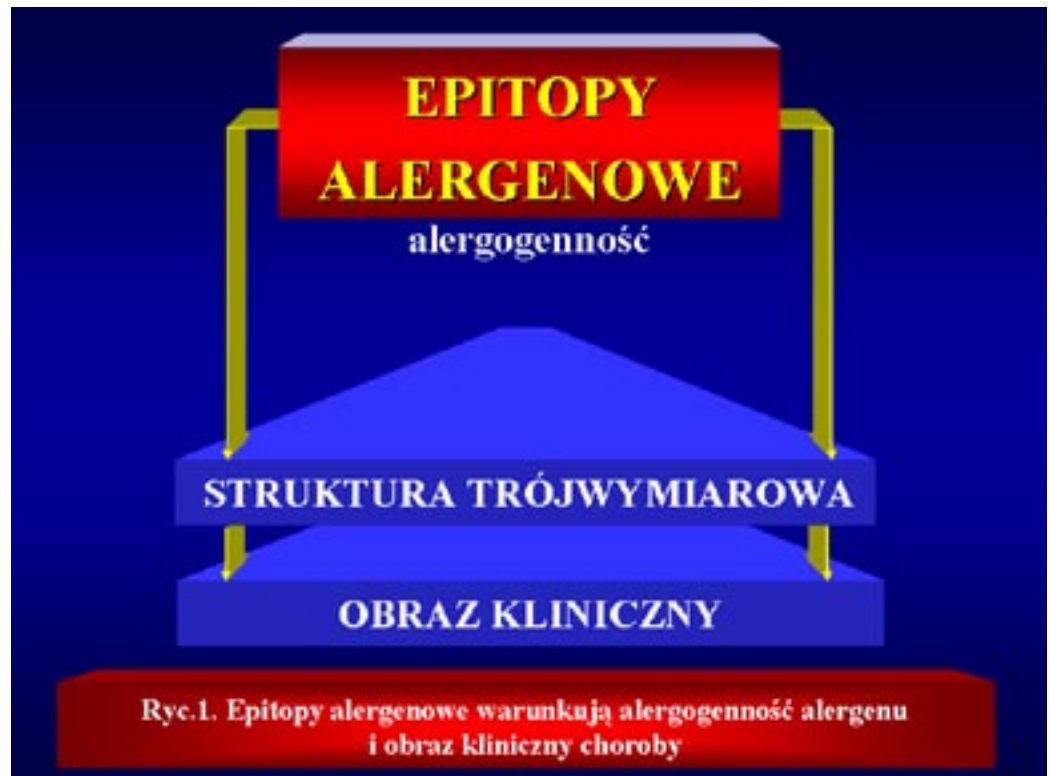 EPITOPY
ALERGENOWE
alergogenność
STRUKTURA TRÓJWYMIAROWA
OBRAZ KLINICZNY
Ryc.1. Epitopy alergenowe warunkują alergogenność alergenu
i obraz kliniczny choroby